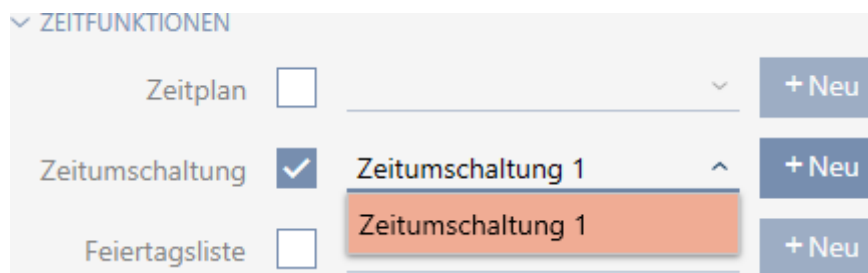 ZEITFUNKTIONEN
Zeitplan + Neu
Zeitumschaltung Zeitumschaltung 1 + Neu
Zeitumschaltung 1
Feiertagsliste + Neu